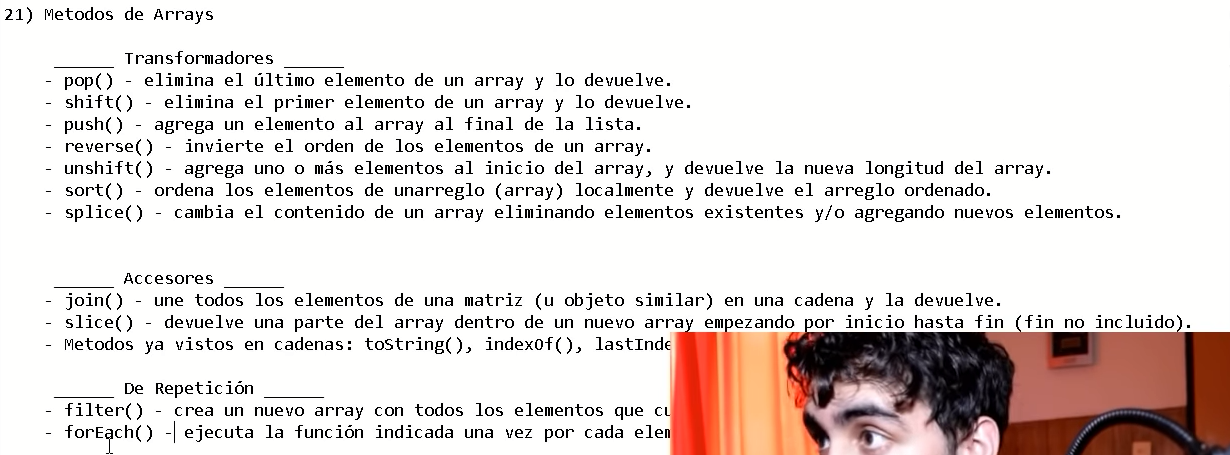 21) Metodos de Arrays
______ Transformadores ______
- pop() - elimina el último elemento de un array y lo devuelve.
- shift() - elimina el primer elemento de un array y lo devuelve.
- push() - agrega un elemento al array al final de la lista.
- reverse() - invierte el orden de los elementos de un array.
- unshift() - agrega uno o más elementos al inicio del array, y devuelve la nueva longitud del array.
- sort() - ordena los elementos de unarreglo (array) localmente y devuelve el arreglo ordenado.
- splice() - cambia el contenido de un array eliminando elementos existentes y/o agregando nuevos elementos.
______ Accesores ______
- join() - une todos los elementos de una matriz (u objeto similar) en una cadena y la devuelve.
- slice() - devuelve una parte del array dentro de un nuevo array empezando por inicio hasta fin (fin no incluido).
- Metodos ya vistos en cadenas: toString(), indexOf(),
______ De Repetición ______
- filter() - crea un nuevo array con todos los elementos que
- forEach() - ejecuta la función indicada una vez por cada